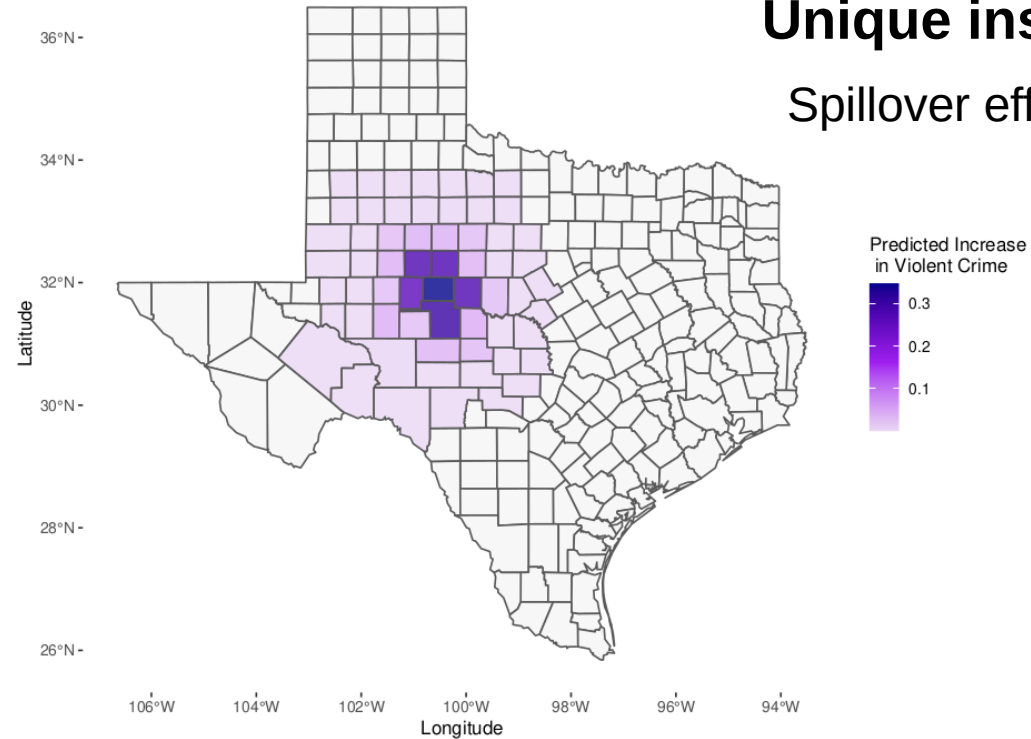 Unique ins
Spillover eff
36°N
34°N
32°N
30°N
28°N
26°N
Latitude
106°W 104°W 102°W 100°W 98°W 96°W 94°W
Longitude
Predicted Increase
in Violent Crime
0.3
0.2
0.1